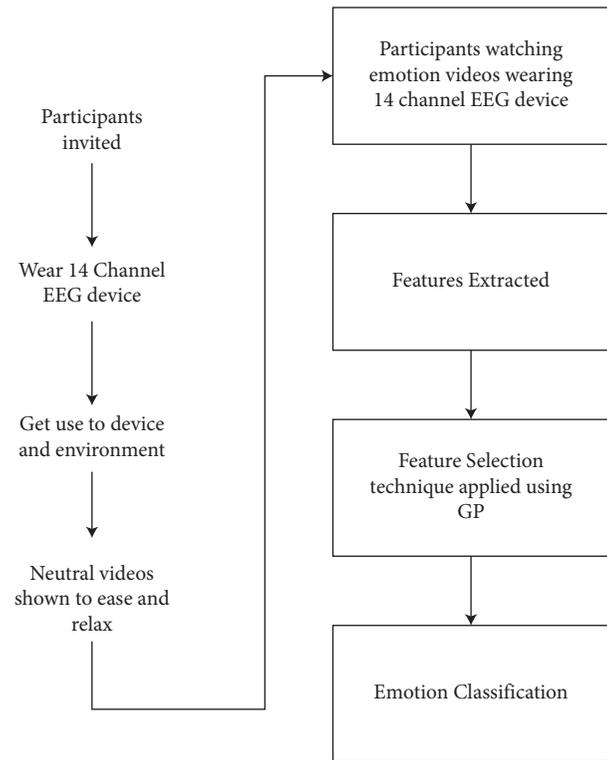 Participants
invited
Wear 14 Channel
EEG device
Get use to device
and environment
Neutral videos
shown to ease and
relax
Participants watching
emotion videos wearing
14 channel EEG device
Features Extracted
Feature Selection
technique applied using
GP
Emotion Classification